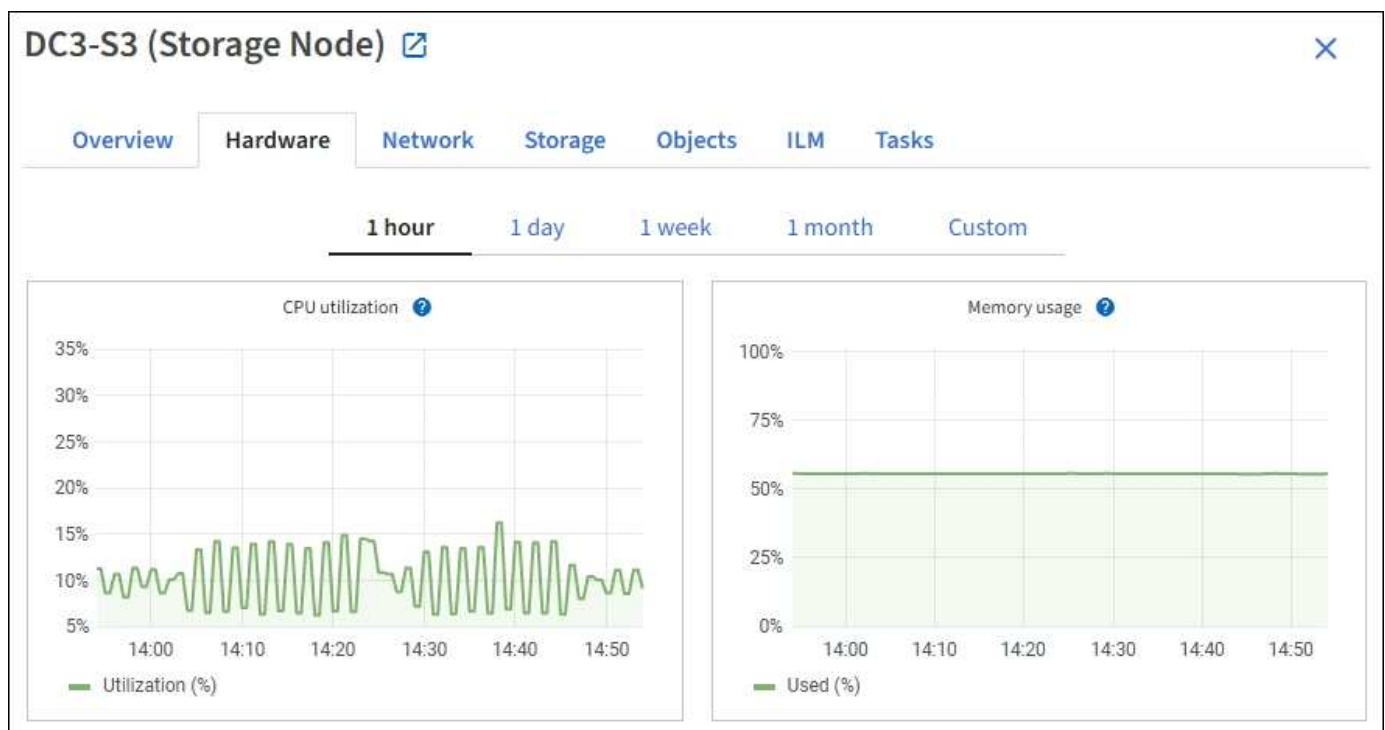 DC3-S3 (Storage Node)
Overview Hardware Network Storage Objects ILM Tasks
1 hour 1 day 1 week 1 month Custom
CPU utilization ?
35%
30%
25%
20%
15%
10%
5%
14:00 14:10 14:20 14:30 14:40 14:50
Utilization (%)
Memory usage ?
100%
75%
50%
25%
0%
14:00 14:10 14:20 14:30 14:40 14:50
Used (%)